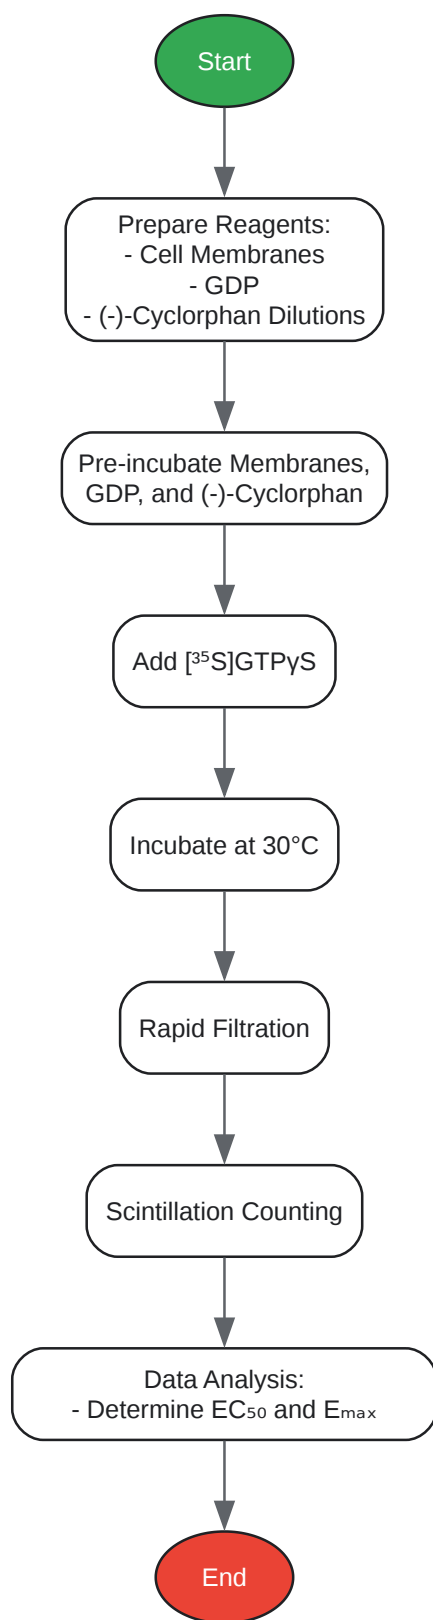 Start
Prepare Reagents:
- Cell Membranes
- GDP
- (-)-Cyclorphan Dilutions
Pre-incubate Membranes,
GDP, and (-)-Cyclorphan
Add [³⁵S]GTPγS
Incubate at 30°C
Rapid Filtration
Scintillation Counting
Data Analysis:
- Determine EC₅₀ and Eₘₐₓ
End